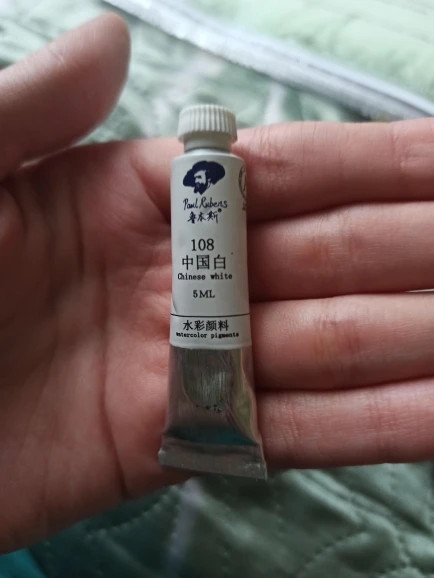 Paul Rubens
鲁本斯®
108
中国白
Chinese white
5ML
水彩颜料
watercolor pigments